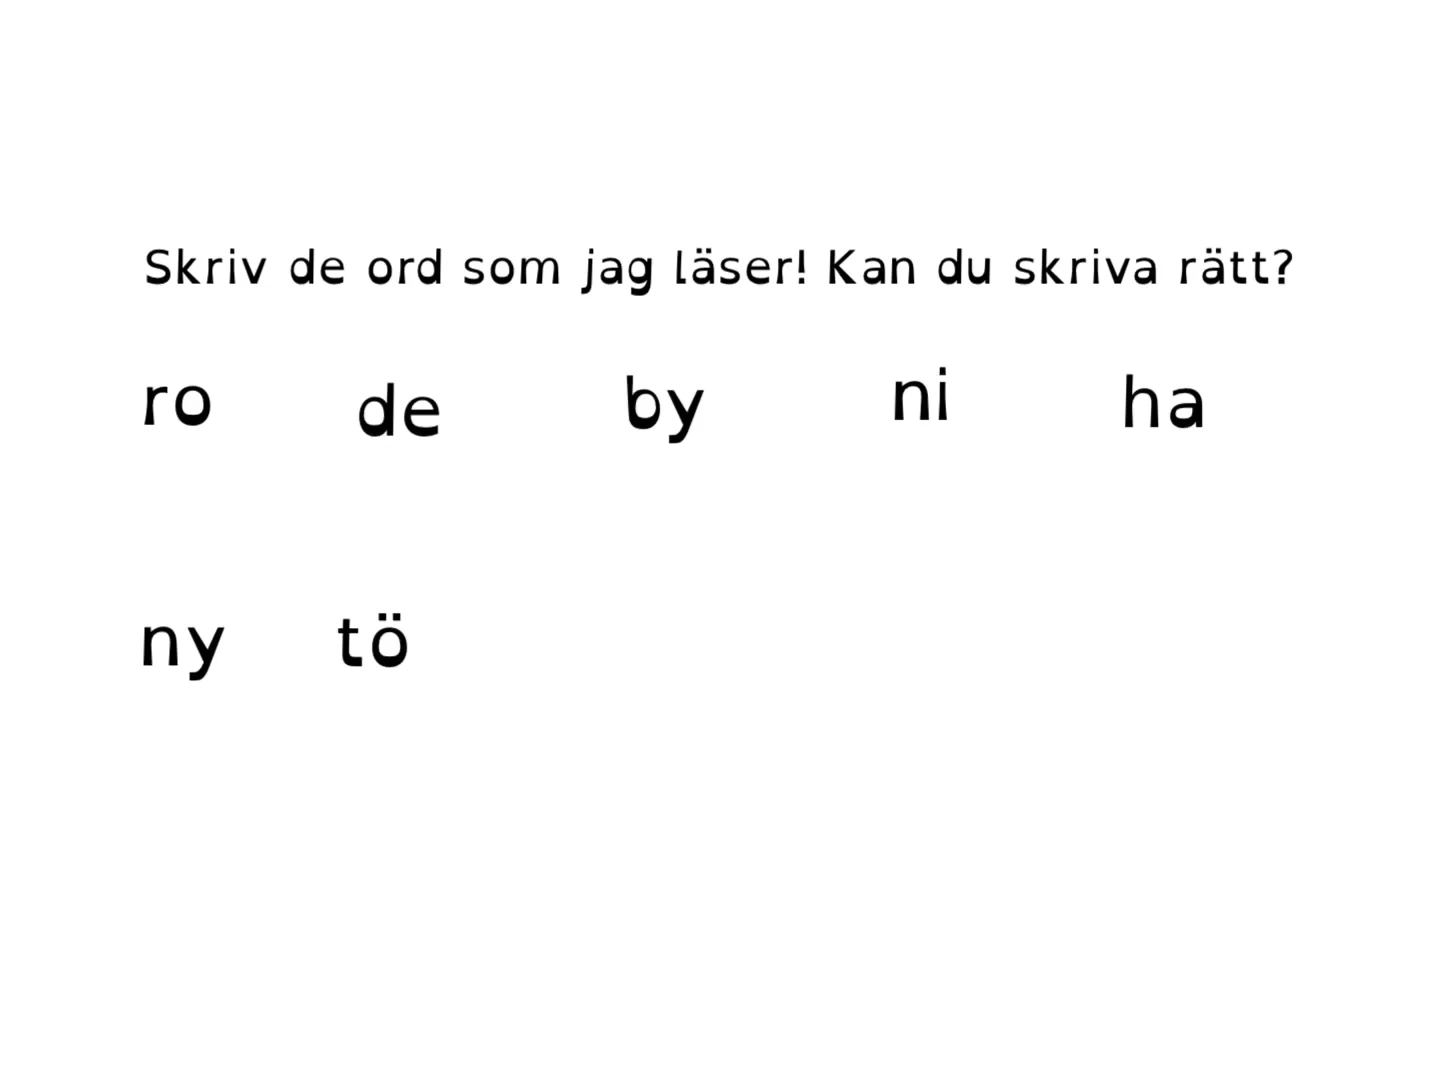 Skriv de ord som jag läser! Kan du skriva rätt?
ro de by ni ha
ny tö